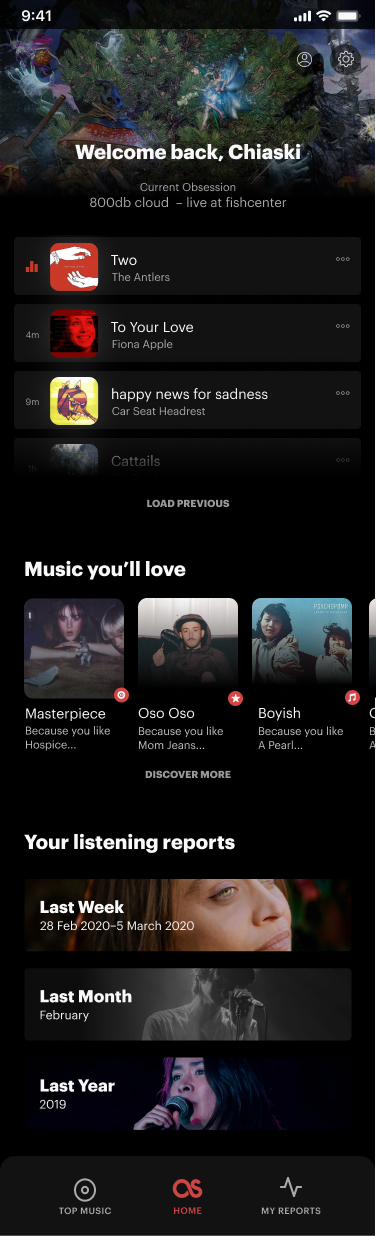 9:41
Welcome back, Chiaski
Current Obsession
800db cloud – live at fishcenter
Two
The Antlers
4m
To Your Love
Fiona Apple
9m
happy news for sadness
Car Seat Headrest
1h
Cattails
LOAD PREVIOUS
Music you’ll love
PSYCHOPOMP
Masterpiece
Because you like
Hospice...
Oso Oso
Because you like
Mom Jeans...
Boyish
Because you like
A Pearl...
DISCOVER MORE
Your listening reports
Last Week
28 Feb 2020–5 March 2020
Last Month
February
Last Year
2019
TOP MUSIC
HOME
MY REPORTS